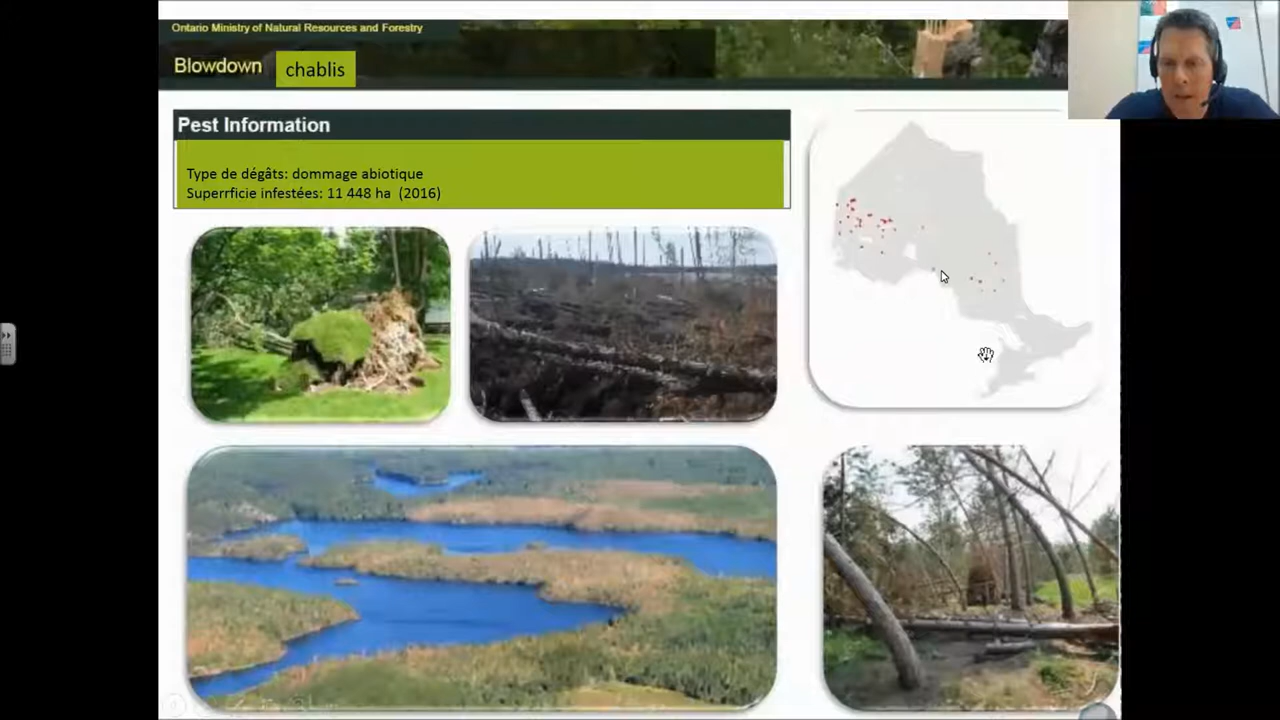 Ontario Ministry of Natural Resources and Forestry
Blowdown chablis
Pest Information
Type de dégâts: dommage abiotique
Superrficie infestées: 11 448 ha (2016)